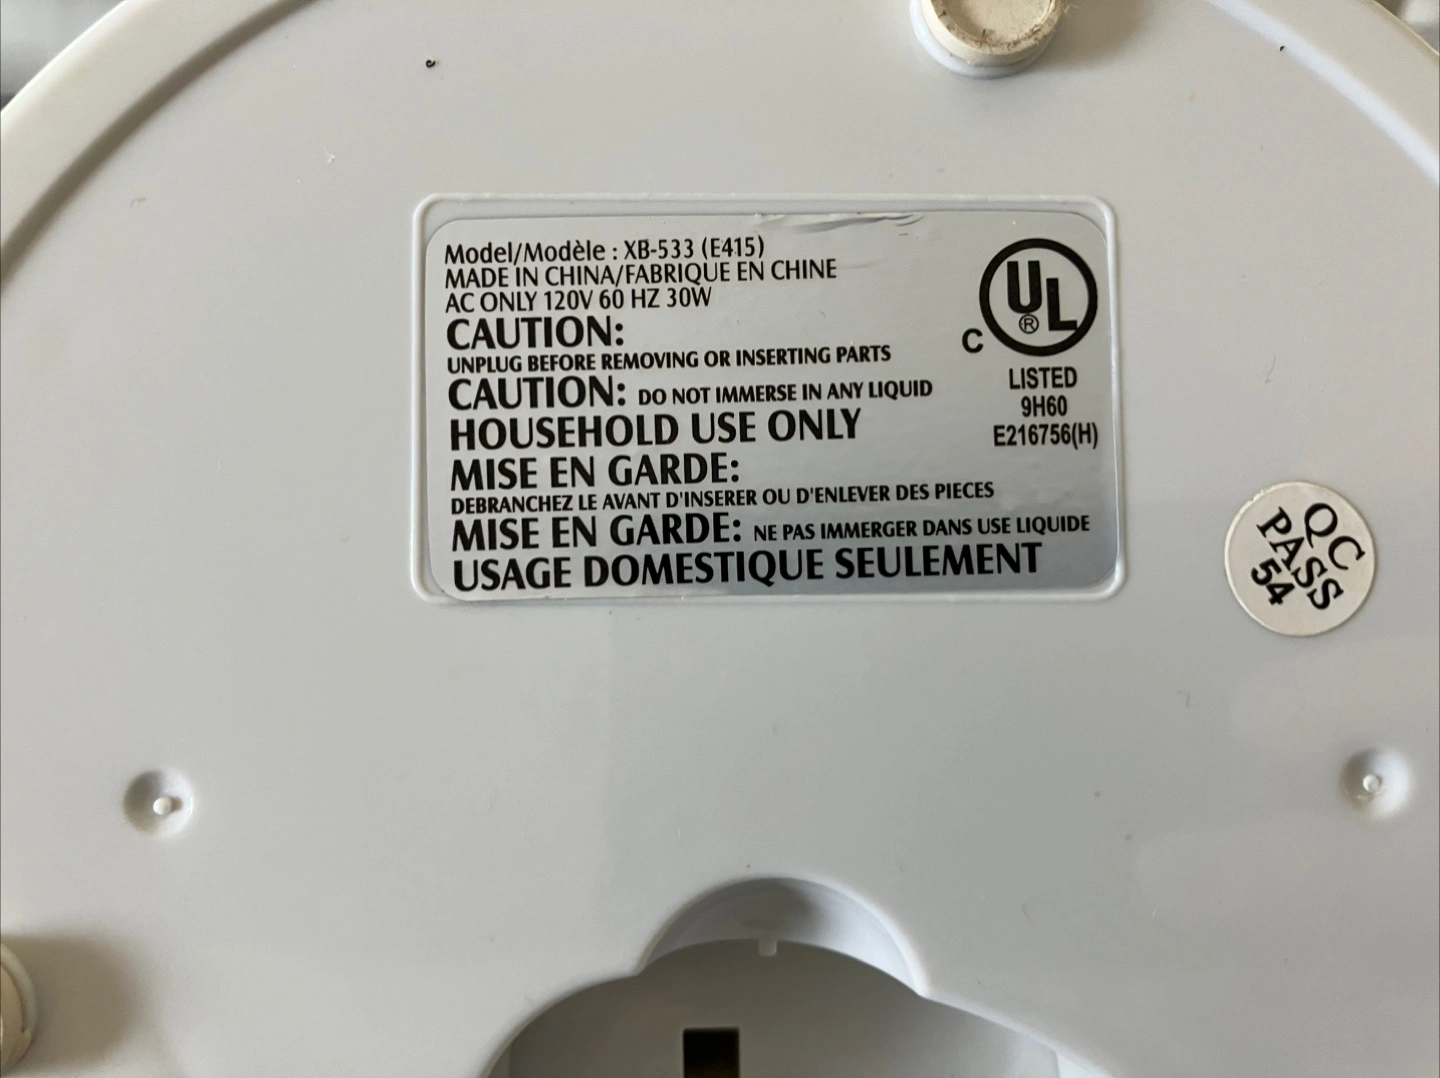 Model/Modèle : XB-533 (E415)
MADE IN CHINA/FABRIQUE EN CHINE
AC ONLY 120V 60 HZ 30W
CAUTION:
UNPLUG BEFORE REMOVING OR INSERTING PARTS
CAUTION: DO NOT IMMERSE IN ANY LIQUID
HOUSEHOLD USE ONLY
MISE EN GARDE:
DEBRANCHEZ LE AVANT D'INSERER OU D'ENLEVER DES PIECES
MISE EN GARDE: NE PAS IMMERGER DANS USE LIQUIDE
USAGE DOMESTIQUE SEULEMENT
C UL ®
LISTED
9H60
E216756(H)
QC
PASS
54